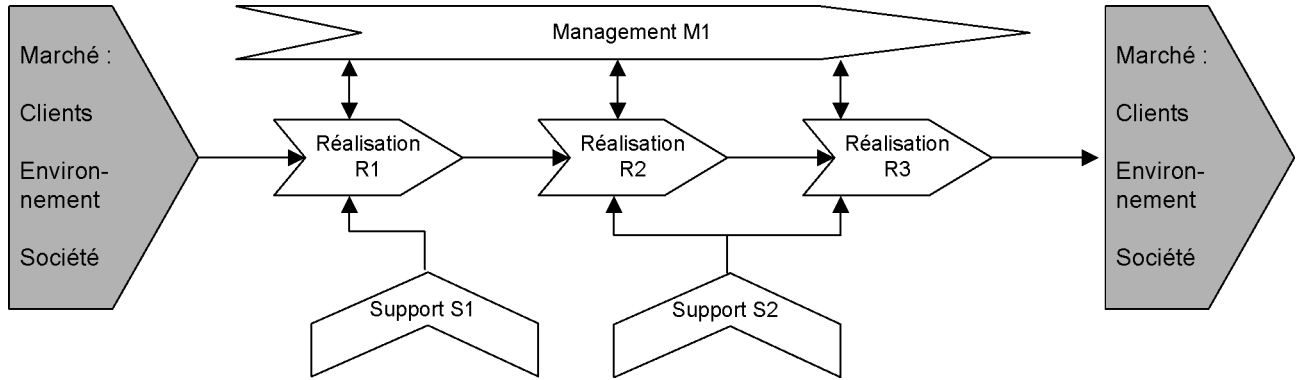 Marché :
Clients
Environ-
nement
Société
Management M1
Réalisation
R1
Réalisation
R2
Réalisation
R3
Support S1
Support S2
Marché :
Clients
Environ-
nement
Société